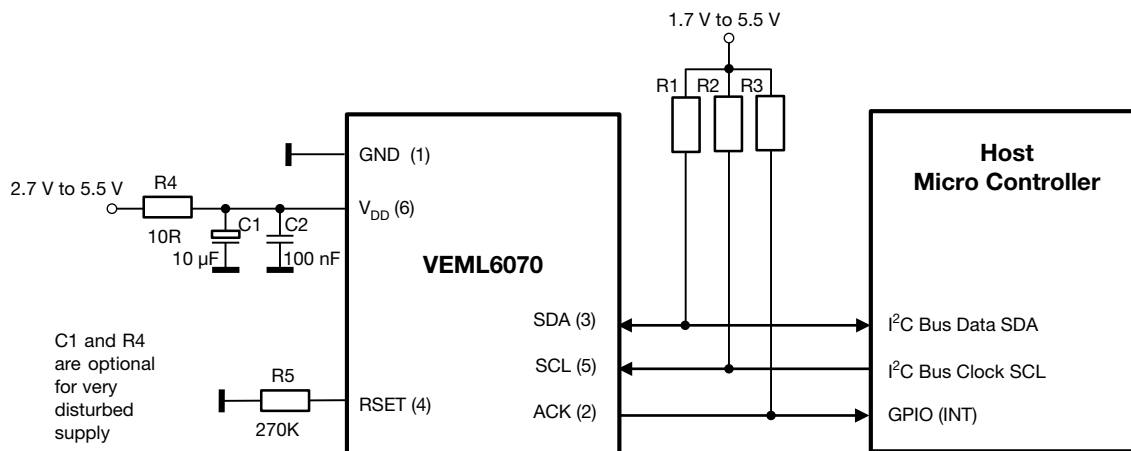 1.7 V to 5.5 V
R1 R2 R3
GND (1)
Host
Micro Controller
2.7 V to 5.5 V
R4
V_DD (6)
C1 C2
10R
10 µF
100 nF
VEML6070
SDA (3)
I²C Bus Data SDA
C1 and R4
are optional
for very
disturbed
supply
SCL (5)
I²C Bus Clock SCL
R5
RSET (4)
270K
ACK (2)
GPIO (INT)